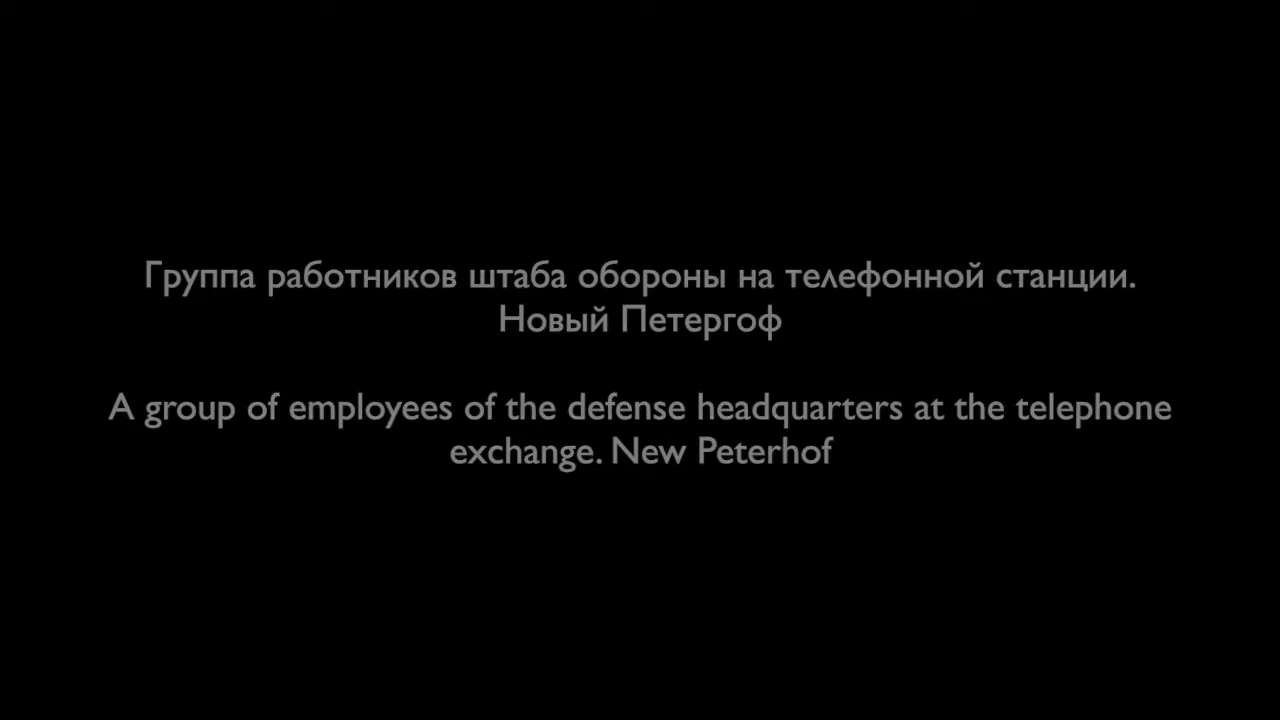 Группа работников штаба обороны на телефонной станции.
Новый Петергоф
A group of employees of the defense headquarters at the telephone
exchange. New Peterhof